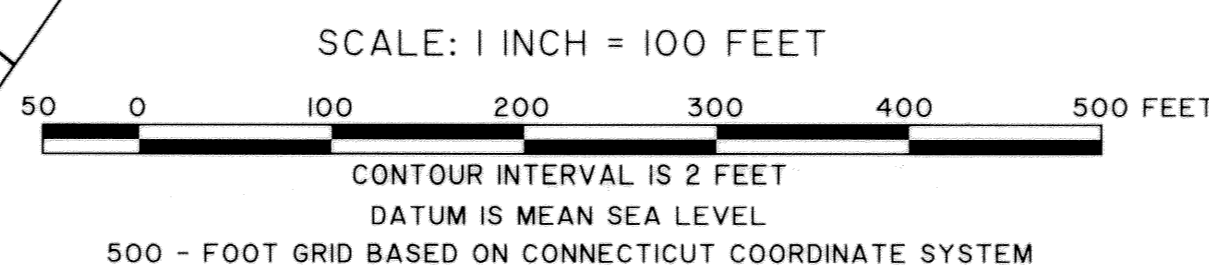 SCALE: 1 INCH = 100 FEET
50 0 100 200 300 400 500 FEET
CONTOUR INTERVAL IS 2 FEET
DATUM IS MEAN SEA LEVEL
500 - FOOT GRID BASED ON CONNECTICUT COORDINATE SYSTEM